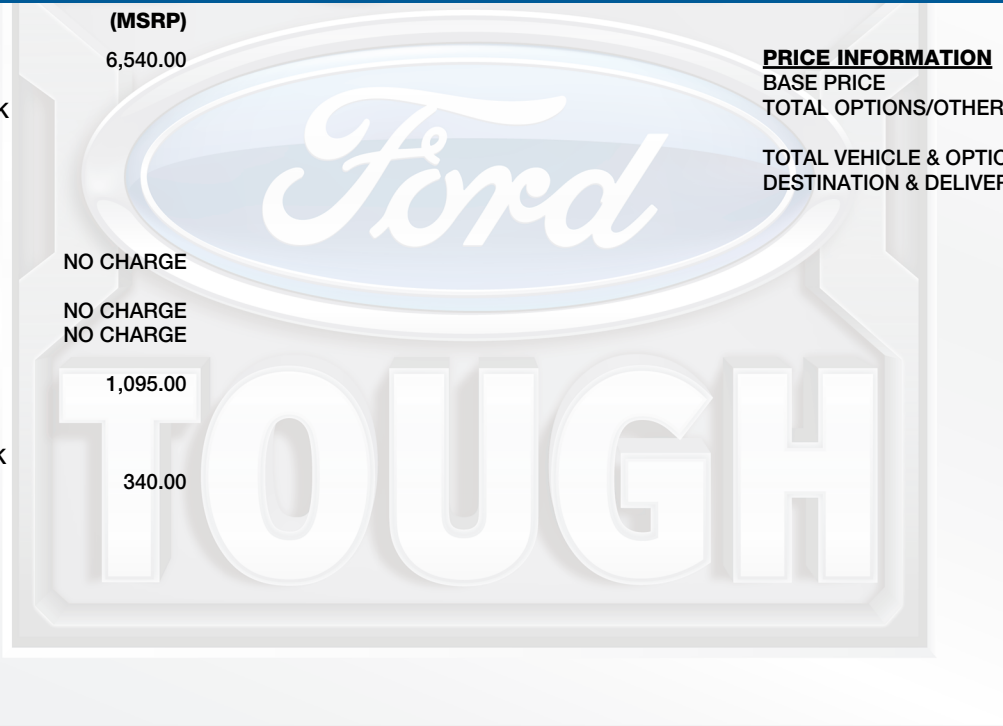 (MSRP)
6,540.00
K
NO CHARGE
NO CHARGE
NO CHARGE
1,095.00
K
340.00
PRICE INFORMATION
BASE PRICE
TOTAL OPTIONS/OTHER
TOTAL VEHICLE & OPTIO
DESTINATION & DELIVER
Ford
TOUGH